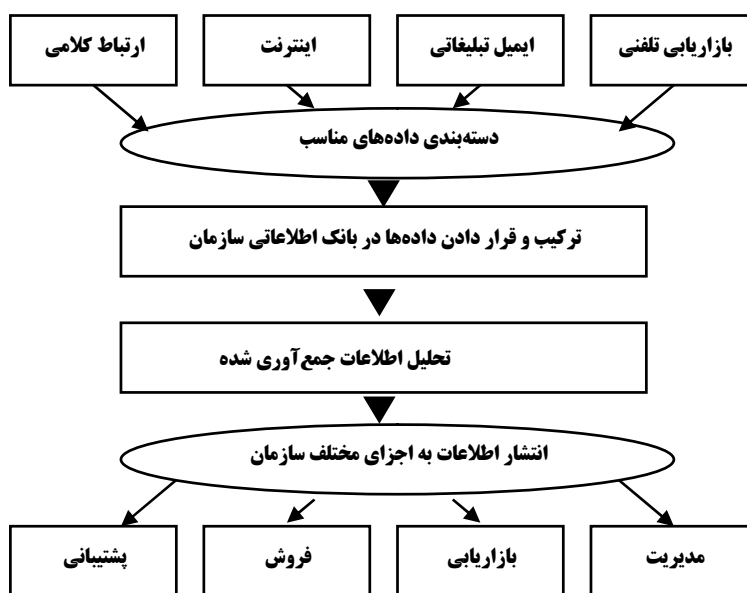 بازاریابی تلفنی
ایمیل تبلیغاتی
اینترنت
ارتباط کلامی
دسته‌بندی داده‌های مناسب
ترکیب و قرار دادن داده‌ها در بانک اطلاعاتی سازمان
تحلیل اطلاعات جمع‌آوری شده
انتشار اطلاعات به اجزای مختلف سازمان
مدیریت
بازاریابی
فروش
پشتیبانی